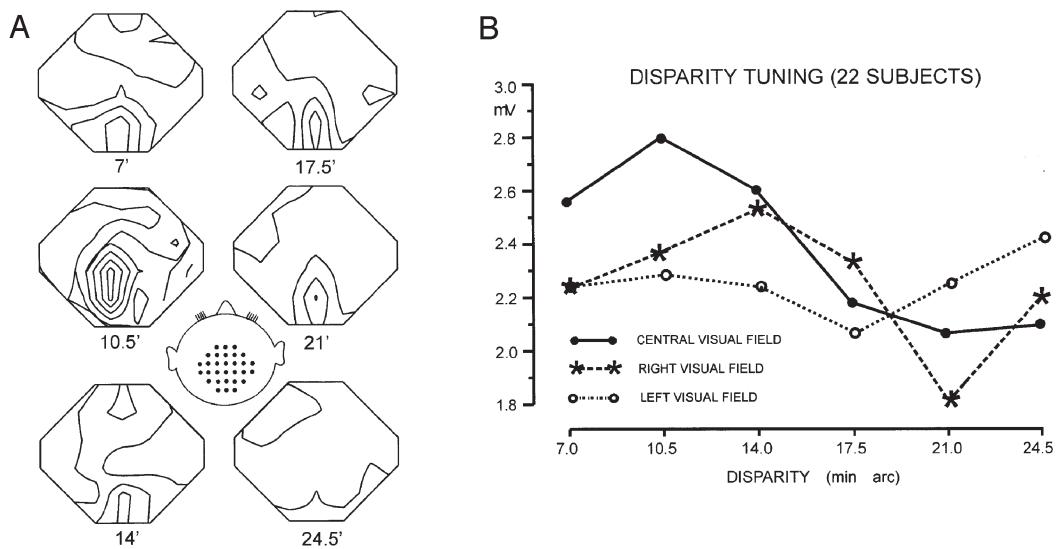 A
7'
17.5'
10.5'
21'
14'
24.5'
B
DISPARITY TUNING (22 SUBJECTS)
3.0
mV
2.8
2.6
2.4
2.2
2.0
1.8
CENTRAL VISUAL FIELD
RIGHT VISUAL FIELD
LEFT VISUAL FIELD
7.0 10.5 14.0 17.5 21.0 24.5
DISPARITY (min arc)